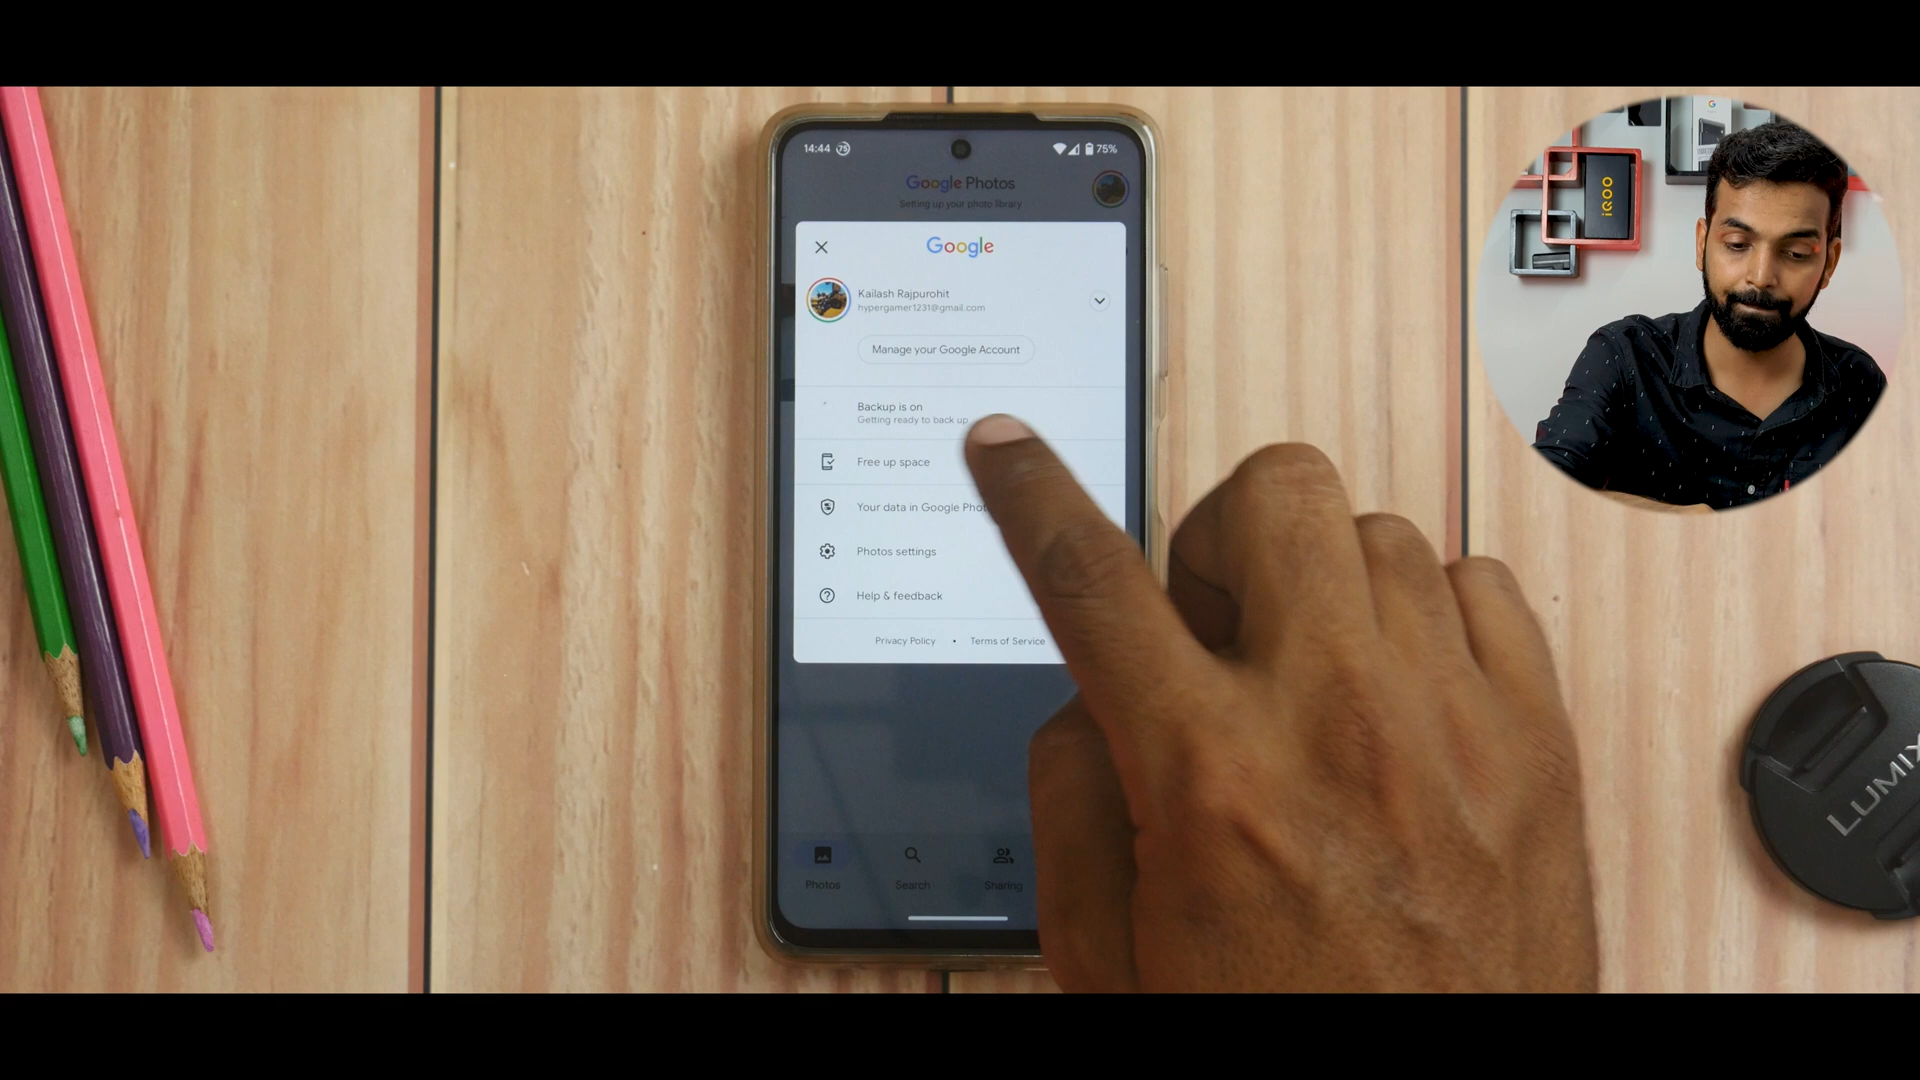 14:44 75
75%
Google Photos
Setting up your photo library
Google
Kailash Rajpurohit
hypergamer1231@gmail.com
Manage your Google Account
Backup is on
Getting ready to back up
Free up space
Your data in Google Phot
Photos settings
Help & feedback
Privacy Policy • Terms of Service
Photos
Search
Sharing
iQOO
G
LUMIX